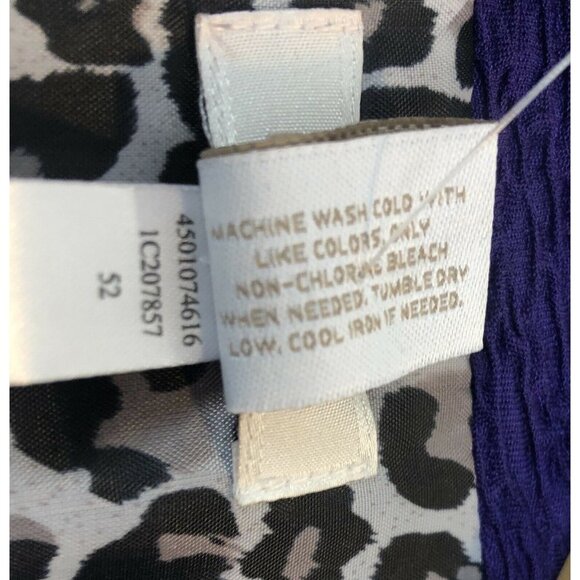 MACHINE WASH COLD WITH
LIKE COLORS, ONLY
NON-CHLORINE BLEACH
WHEN NEEDED. TUMBLE DRY
LOW, COOL IRON IF NEEDED.
4501074616
1C207857
S2